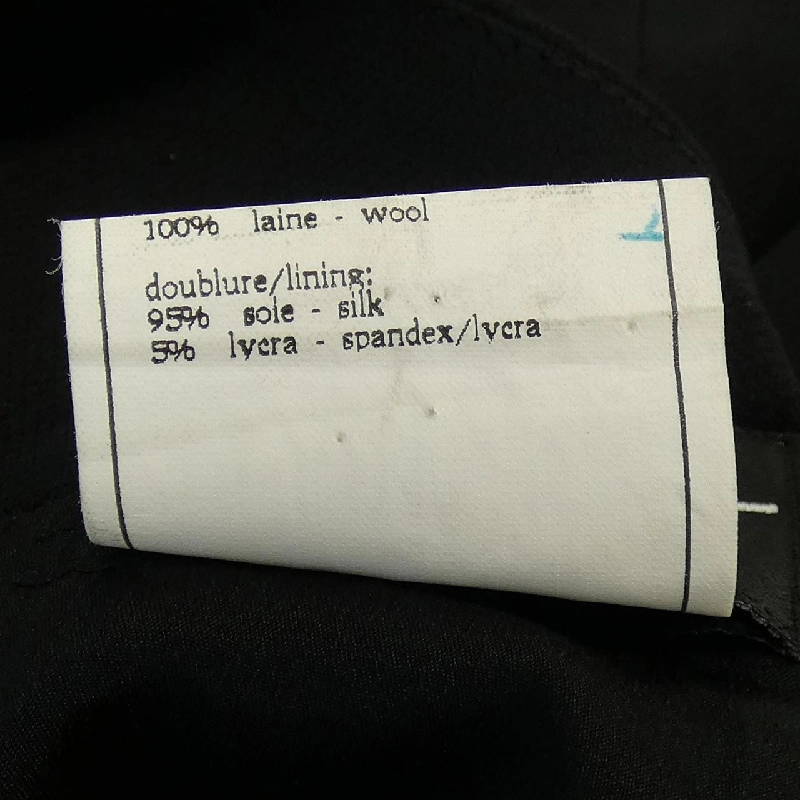 100% laine - wool
doublure/lining:
95% soie - silk
5% lycra - spandex/lycra